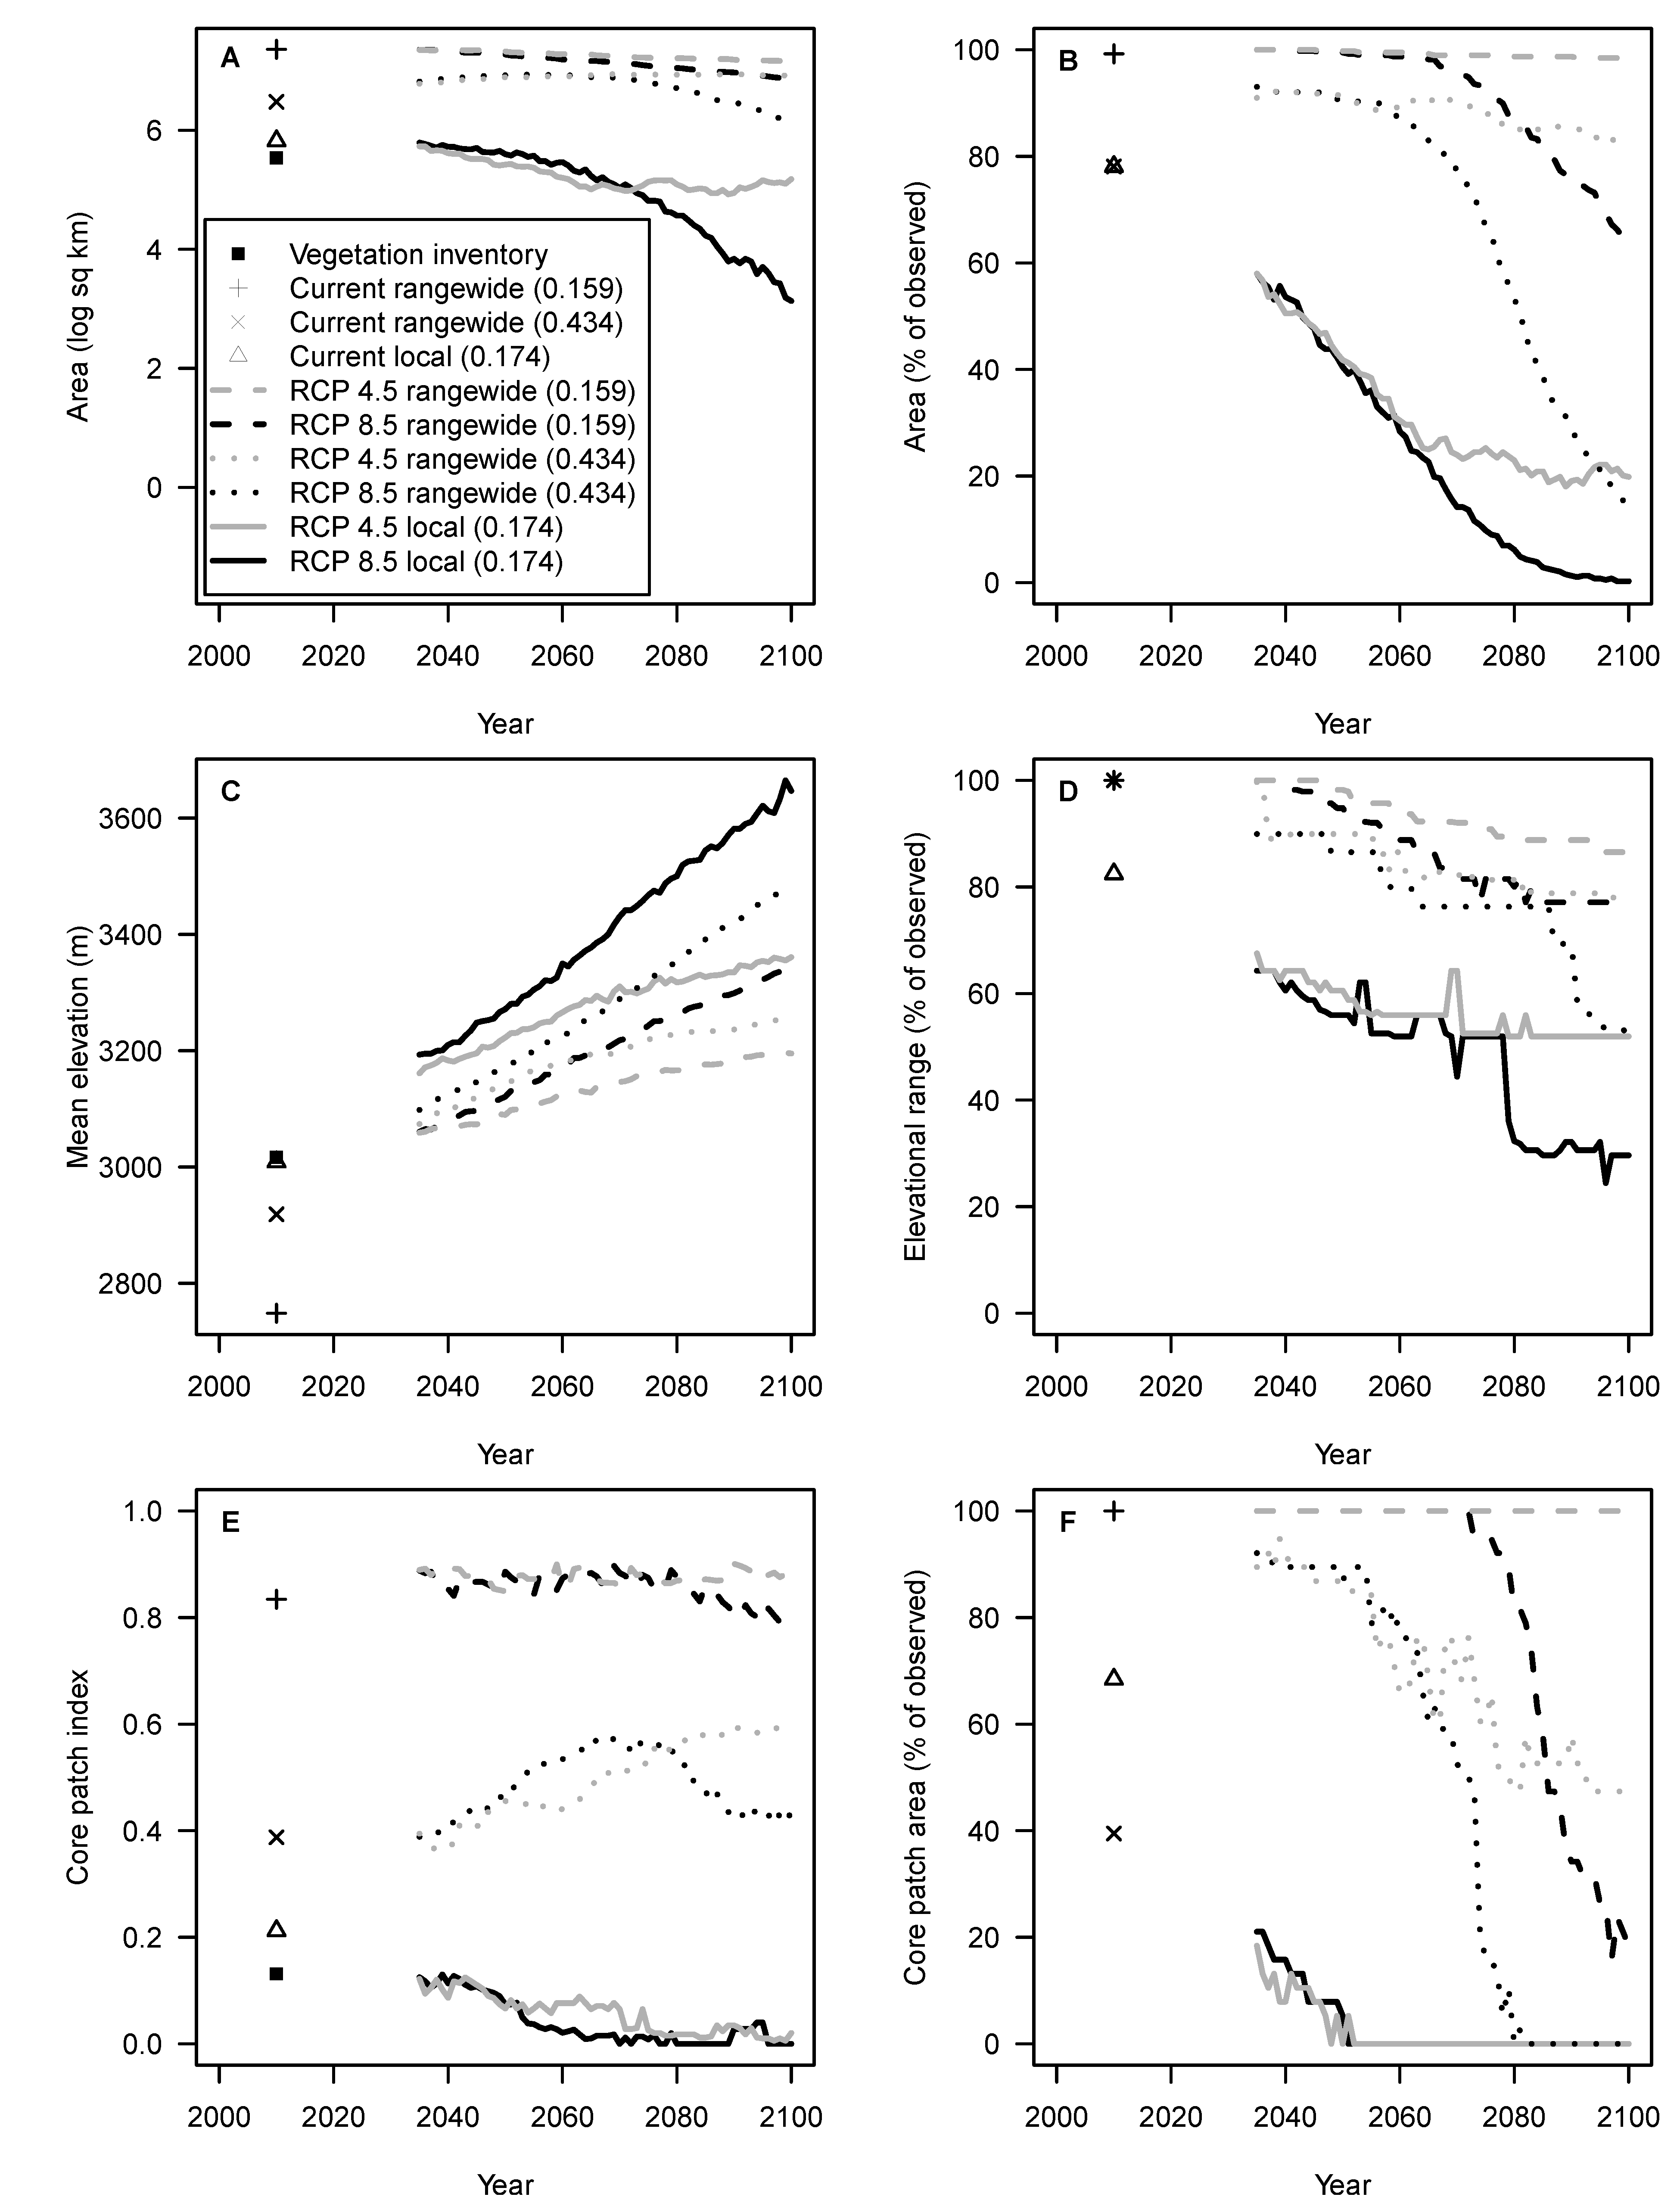 A
Area (log sq km)
6
4
2
0
Vegetation inventory
Current rangewide (0.159)
Current rangewide (0.434)
Current local (0.174)
RCP 4.5 rangewide (0.159)
RCP 8.5 rangewide (0.159)
RCP 4.5 rangewide (0.434)
RCP 8.5 rangewide (0.434)
RCP 4.5 local (0.174)
RCP 8.5 local (0.174)
2000 2020 2040 2060 2080 2100
Year
B
Area (% of observed)
100
80
60
40
20
0
2000 2020 2040 2060 2080 2100
Year
C
Mean elevation (m)
3600
3400
3200
3000
2800
2000 2020 2040 2060 2080 2100
Year
D
Elevational range (% of observed)
100
80
60
40
20
0
2000 2020 2040 2060 2080 2100
Year
E
Core patch index
1.0
0.8
0.6
0.4
0.2
0.0
2000 2020 2040 2060 2080 2100
Year
F
Core patch area (% of observed)
100
80
60
40
20
0
2000 2020 2040 2060 2080 2100
Year